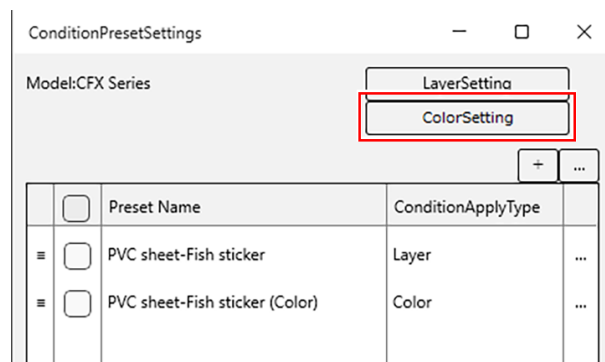 ConditionPresetSettings
Model:CFX Series
LayerSetting
ColorSetting
+ ...
Preset Name ConditionApplyType
≡ PVC sheet-Fish sticker Layer ...
≡ PVC sheet-Fish sticker (Color) Color ...